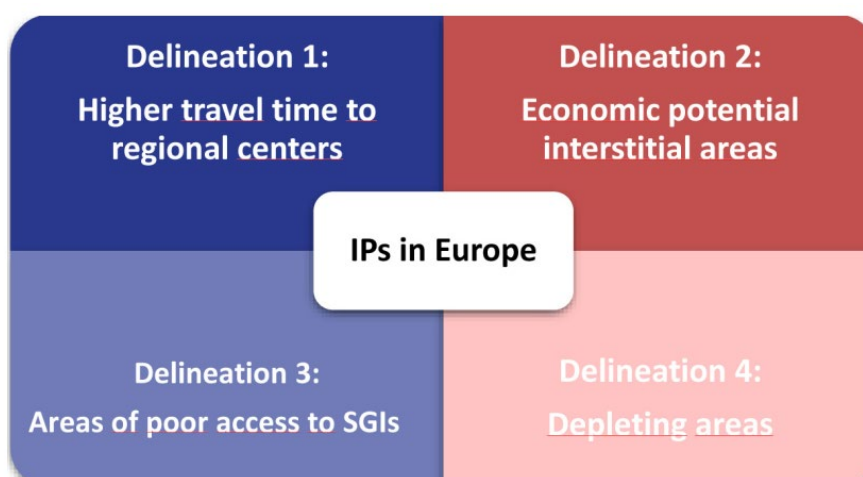 Delineation 1:
Higher travel time to
regional centers
Delineation 2:
Economic potential
interstitial areas
IPs in Europe
Delineation 3:
Areas of poor access to SGIs
Delineation 4:
Depleting areas